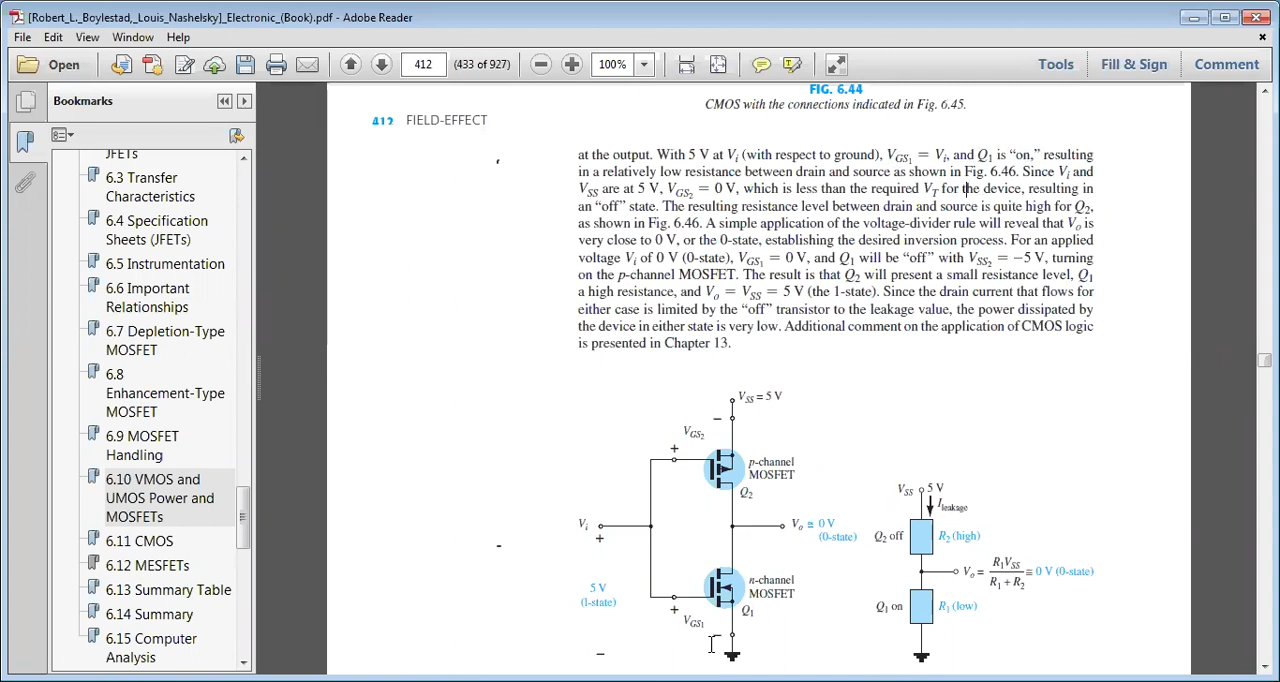 [Robert_L._Boylestad,_Louis_Nashelsky]_Electronic_(Book).pdf - Adobe Reader
File Edit View Window Help
Open 412 (433 of 927) 100% Tools Fill & Sign Comment
Bookmarks
JFETs
6.3 Transfer
Characteristics
6.4 Specification
Sheets (JFETs)
6.5 Instrumentation
6.6 Important
Relationships
6.7 Depletion-Type
MOSFET
6.8
Enhancement-Type
MOSFET
6.9 MOSFET
Handling
6.10 VMOS and
UMOS Power and
MOSFETs
6.11 CMOS
6.12 MESFETs
6.13 Summary Table
6.14 Summary
6.15 Computer
Analysis
FIG. 6.44
CMOS with the connections indicated in Fig. 6.45.
412 FIELD-EFFECT
at the output. With 5 V at Vi (with respect to ground), VGS1 = Vi, and Q1 is “on,” resulting
in a relatively low resistance between drain and source as shown in Fig. 6.46. Since Vi and
VSS are at 5 V, VGS2 = 0 V, which is less than the required VT for the device, resulting in
an “off” state. The resulting resistance level between drain and source is quite high for Q2,
as shown in Fig. 6.46. A simple application of the voltage-divider rule will reveal that Vo is
very close to 0 V, or the 0-state, establishing the desired inversion process. For an applied
voltage Vi of 0 V (0-state), VGS1 = 0 V, and Q1 will be “off” with VSS2 = −5 V, turning
on the p-channel MOSFET. The result is that Q2 will present a small resistance level, Q1
a high resistance, and Vo = VSS = 5 V (the 1-state). Since the drain current that flows for
either case is limited by the “off” transistor to the leakage value, the power dissipated by
the device in either state is very low. Additional comment on the application of CMOS logic
is presented in Chapter 13.
VSS = 5 V
−
VGS2
+
p-channel
MOSFET
Q2
Vi
+
Vo ≅ 0 V
(0-state)
5 V
(1-state)
n-channel
MOSFET
Q1
+
VGS1
−
−
VSS 5 V
Ileakage
Q2 off R2 (high)
Vo = R1VSS / R1 + R2 ≅ 0 V (0-state)
Q1 on R1 (low)